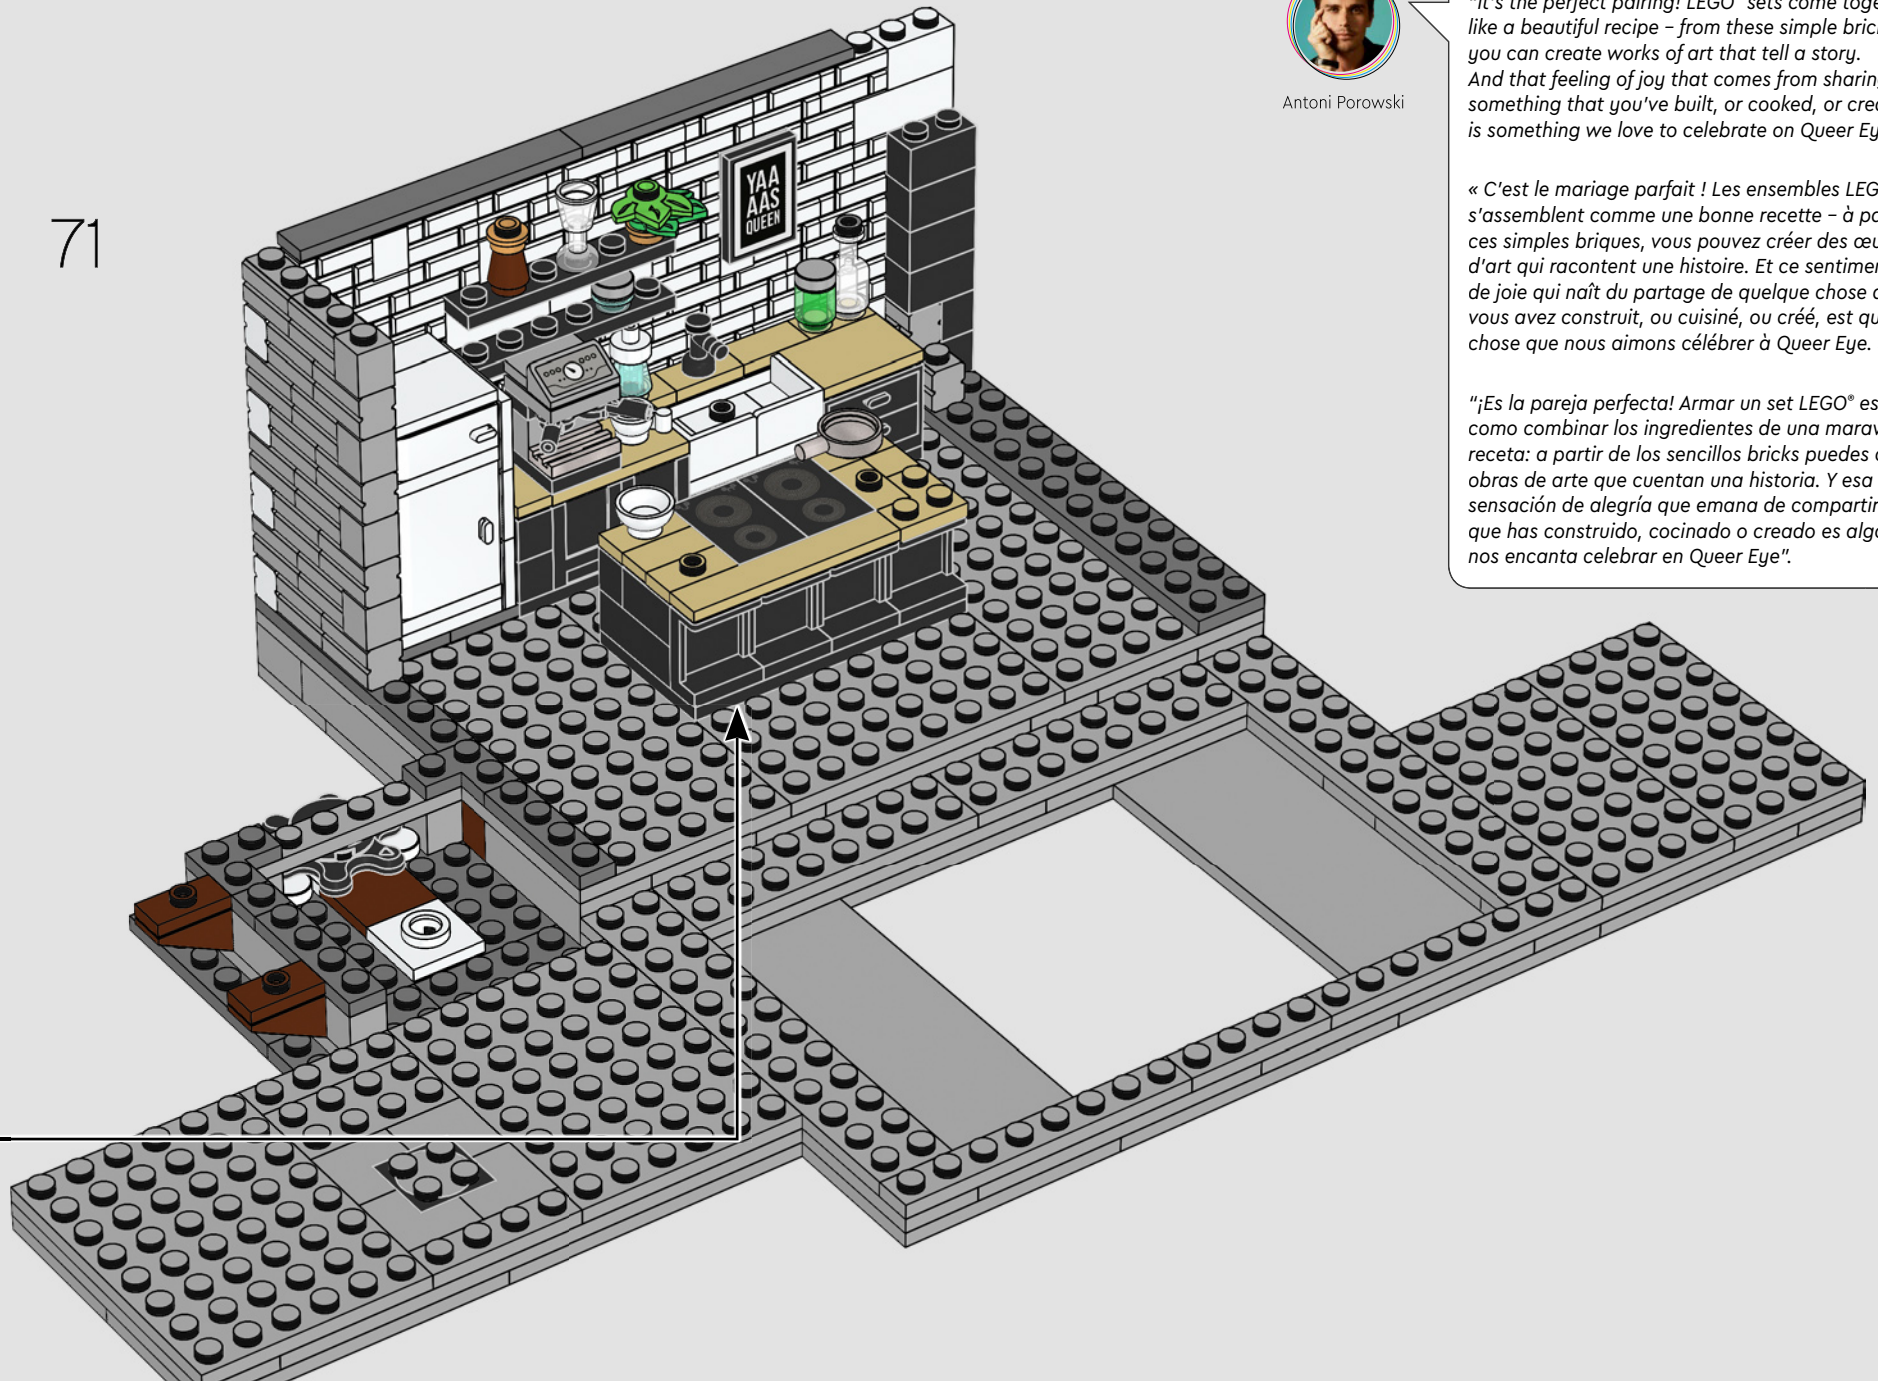 71
YAA
AAS
QUEEN
Antoni Porowski
"It's the perfect pairing! LEGO® sets come
like a beautiful recipe – from these simple
you can create works of art that tell a story.
And that feeling of joy that comes from
something that you've built, or cooked, or
is something we love to celebrate on Queer
« C'est le mariage parfait ! Les ensembles
s'assemblent comme une bonne recette – à
ces simples briques, vous pouvez créer des
d'art qui racontent une histoire. Et ce
de joie qui naît du partage de quelque chose
vous avez construit, ou cuisiné, ou créé, est
chose que nous aimons célébrer à Queer Eye.
"¡Es la pareja perfecta! Armar un set LEGO® es
como combinar los ingredientes de una
receta: a partir de los sencillos bricks puedes
obras de arte que cuentan una historia. Y esa
sensación de alegría que emana de compartir
que has construido, cocinado o creado es
nos encanta celebrar en Queer Eye".